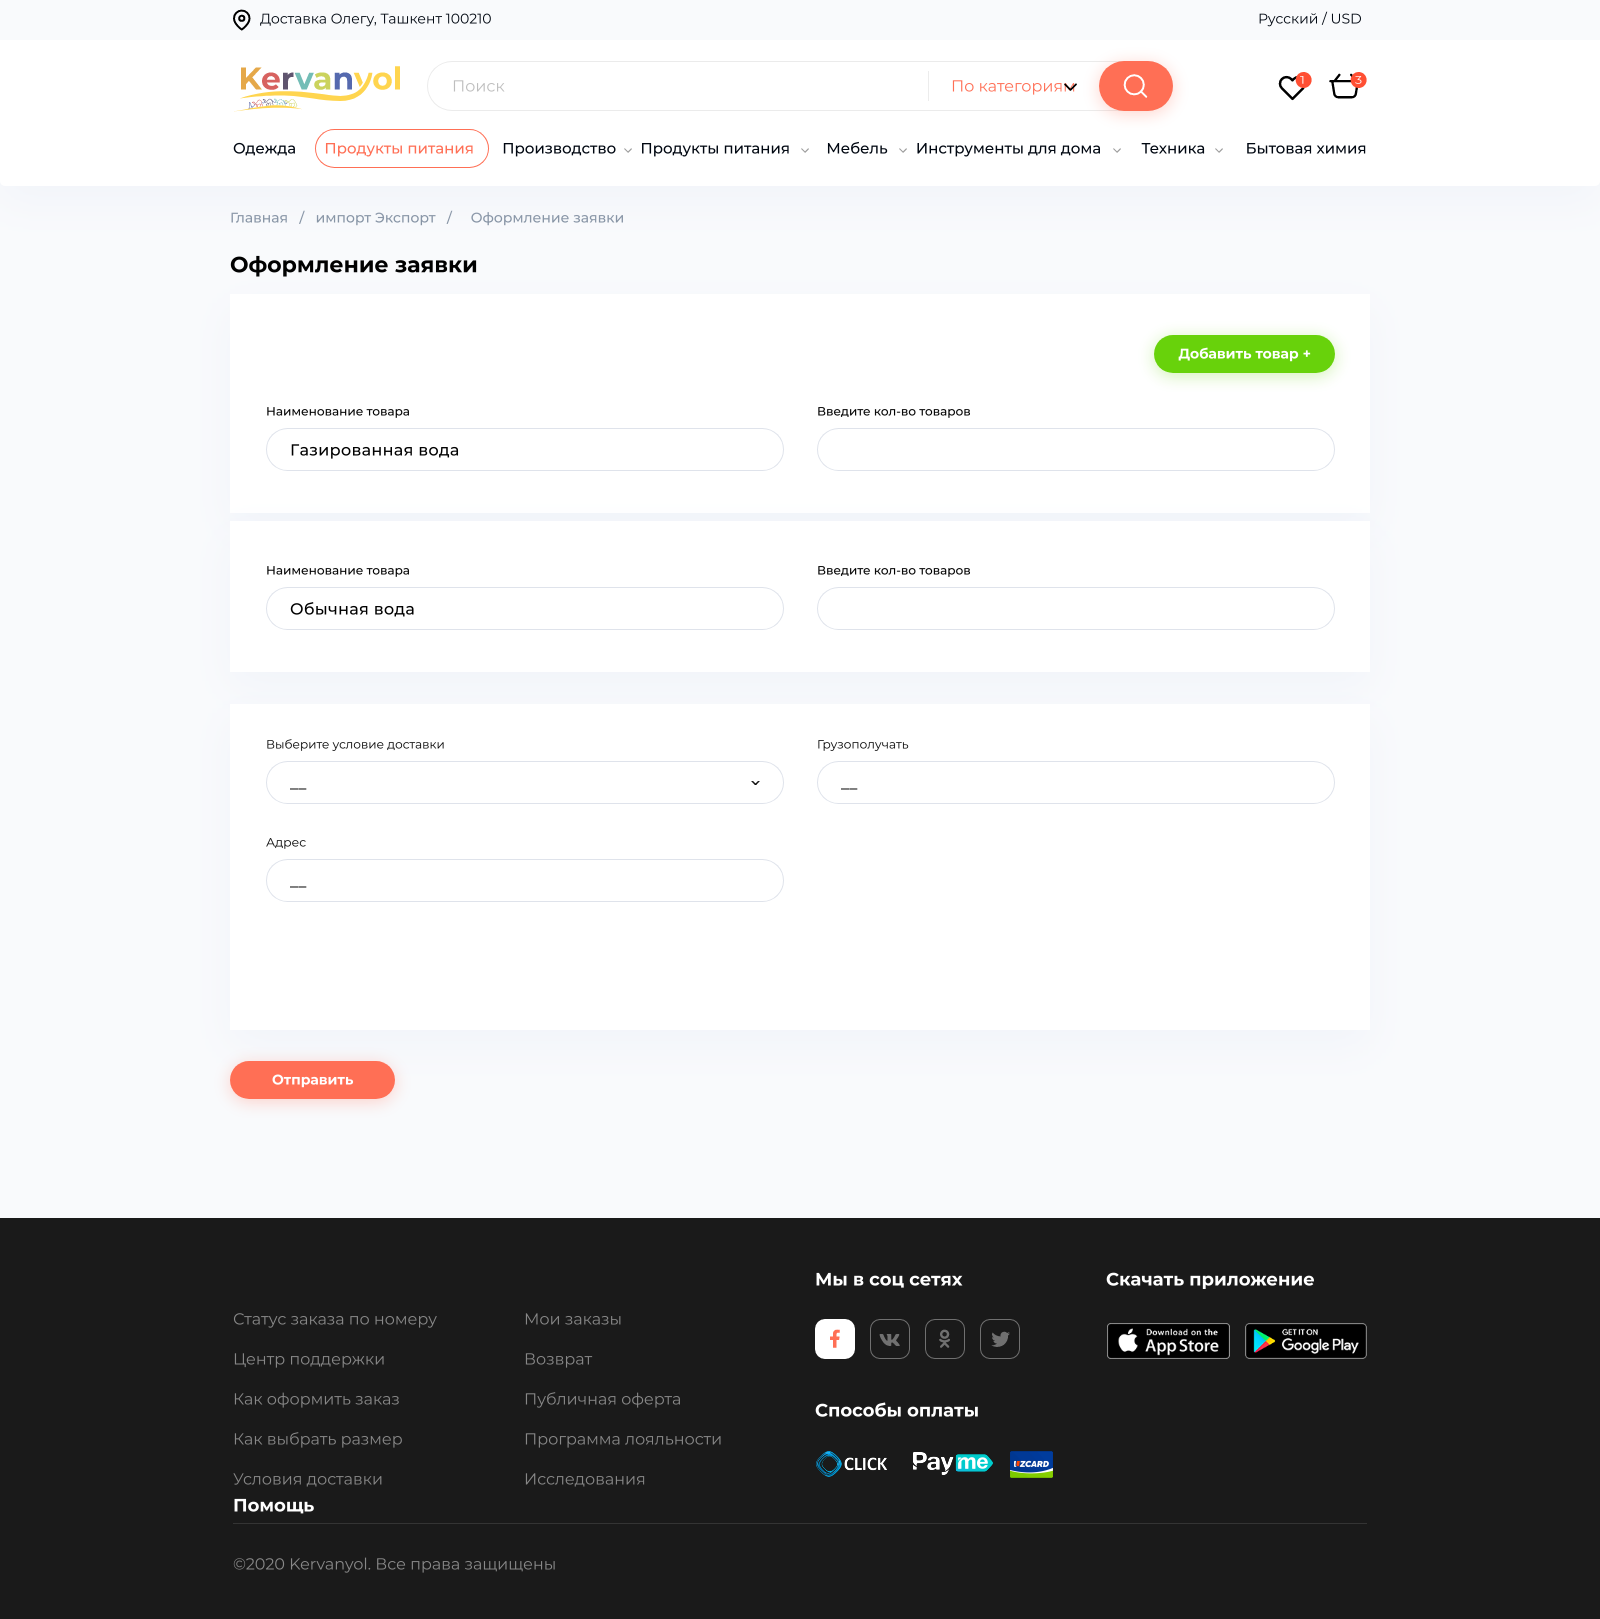 Доставка Олегу, Ташкент 100210
Русский / USD
Kervanyol
Поиск
По категориям
1
3
Одежда
Продукты питания
Производство
Продукты питания
Мебель
Инструменты для дома
Техника
Бытовая химия
Главная / импорт Экспорт / Оформление заявки
Оформление заявки
Добавить товар +
Наименование товара
Введите кол-во товаров
Газированная вода
Наименование товара
Введите кол-во товаров
Обычная вода
Выберите условие доставки
Грузополучать
__
__
Адрес
__
Отправить
Мы в соц сетях
Скачать приложение
Статус заказа по номеру
Мои заказы
Download on the
App Store
GET IT ON
Google Play
Центр поддержки
Возврат
Как оформить заказ
Публичная оферта
Способы оплаты
Как выбрать размер
Программа лояльности
CLICK
Payme
UZCARD
Условия доставки
Исследования
Помощь
©2020 Kervanyol. Все права защищены